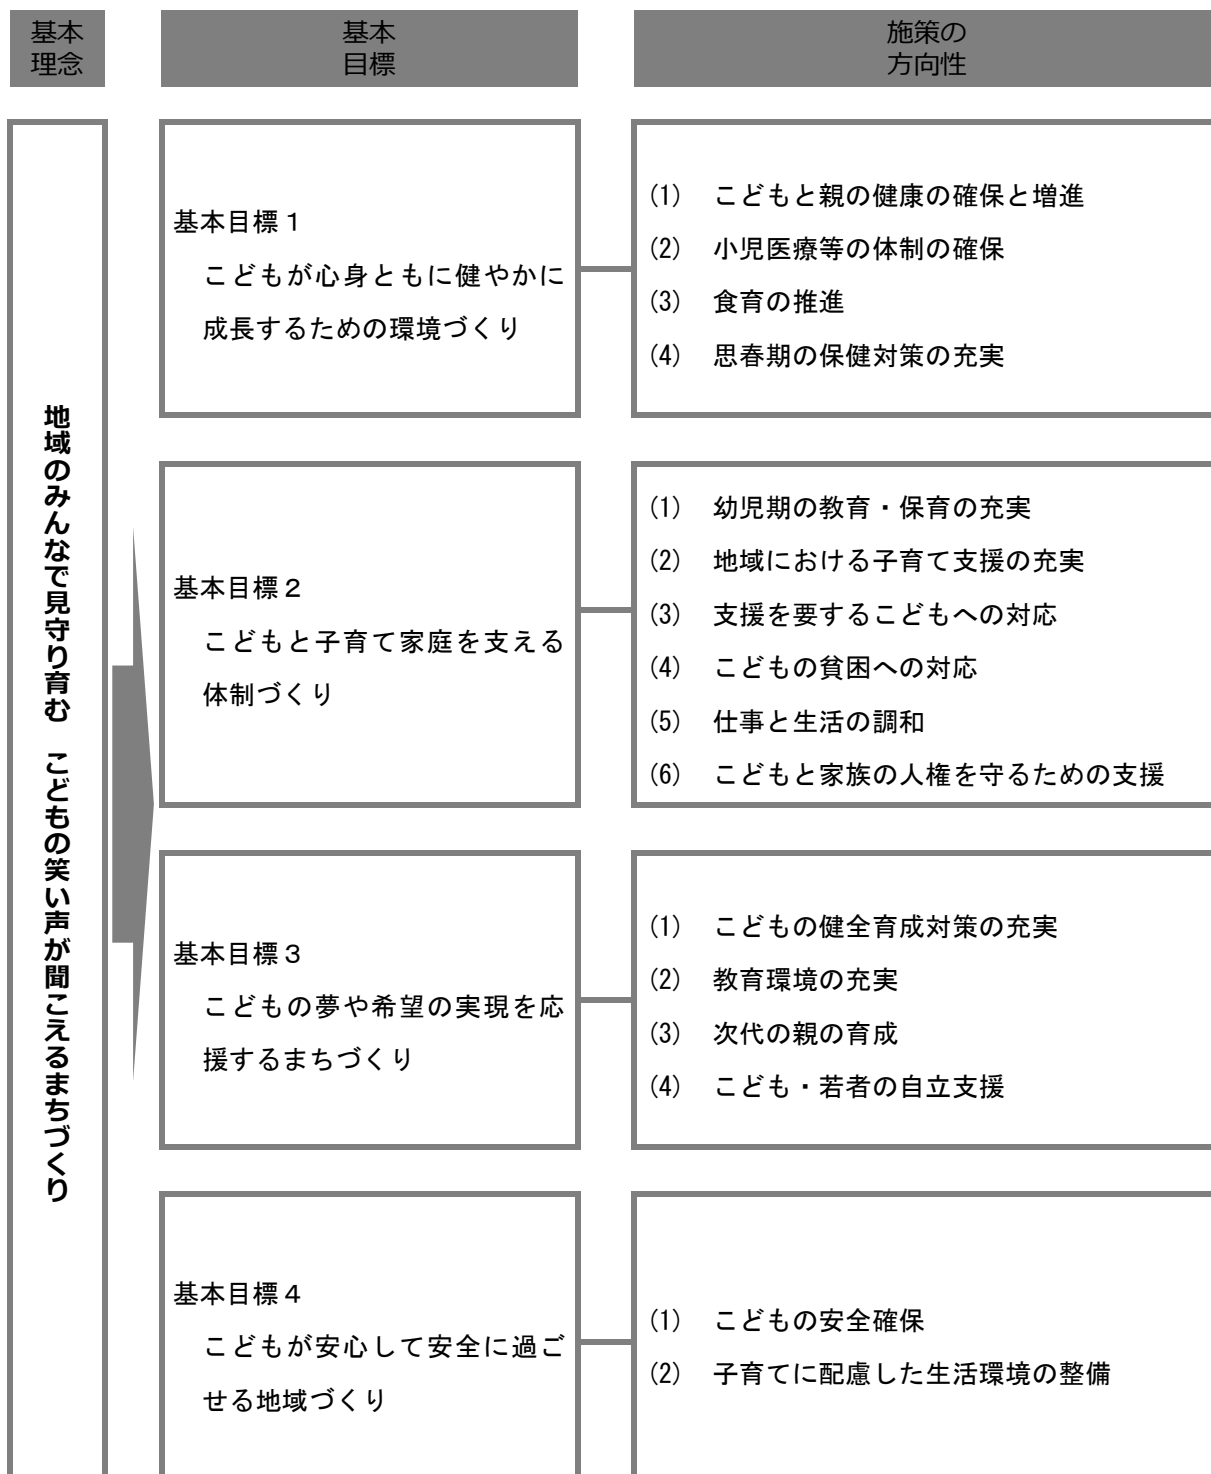 基本
理念
基本
目標
施策の
方向性
地域のみんなで見守り育む　こどもの笑い声が聞こえるまちづくり
基本目標１
こどもが心身ともに健やかに
成長するための環境づくり
(1)　こどもと親の健康の確保と増進
(2)　小児医療等の体制の確保
(3)　食育の推進
(4)　思春期の保健対策の充実
基本目標２
こどもと子育て家庭を支える
体制づくり
(1)　幼児期の教育・保育の充実
(2)　地域における子育て支援の充実
(3)　支援を要するこどもへの対応
(4)　こどもの貧困への対応
(5)　仕事と生活の調和
(6)　こどもと家族の人権を守るための支援
基本目標３
こどもの夢や希望の実現を応
援するまちづくり
(1)　こどもの健全育成対策の充実
(2)　教育環境の充実
(3)　次代の親の育成
(4)　こども・若者の自立支援
基本目標４
こどもが安心して安全に過ご
せる地域づくり
(1)　こどもの安全確保
(2)　子育てに配慮した生活環境の整備